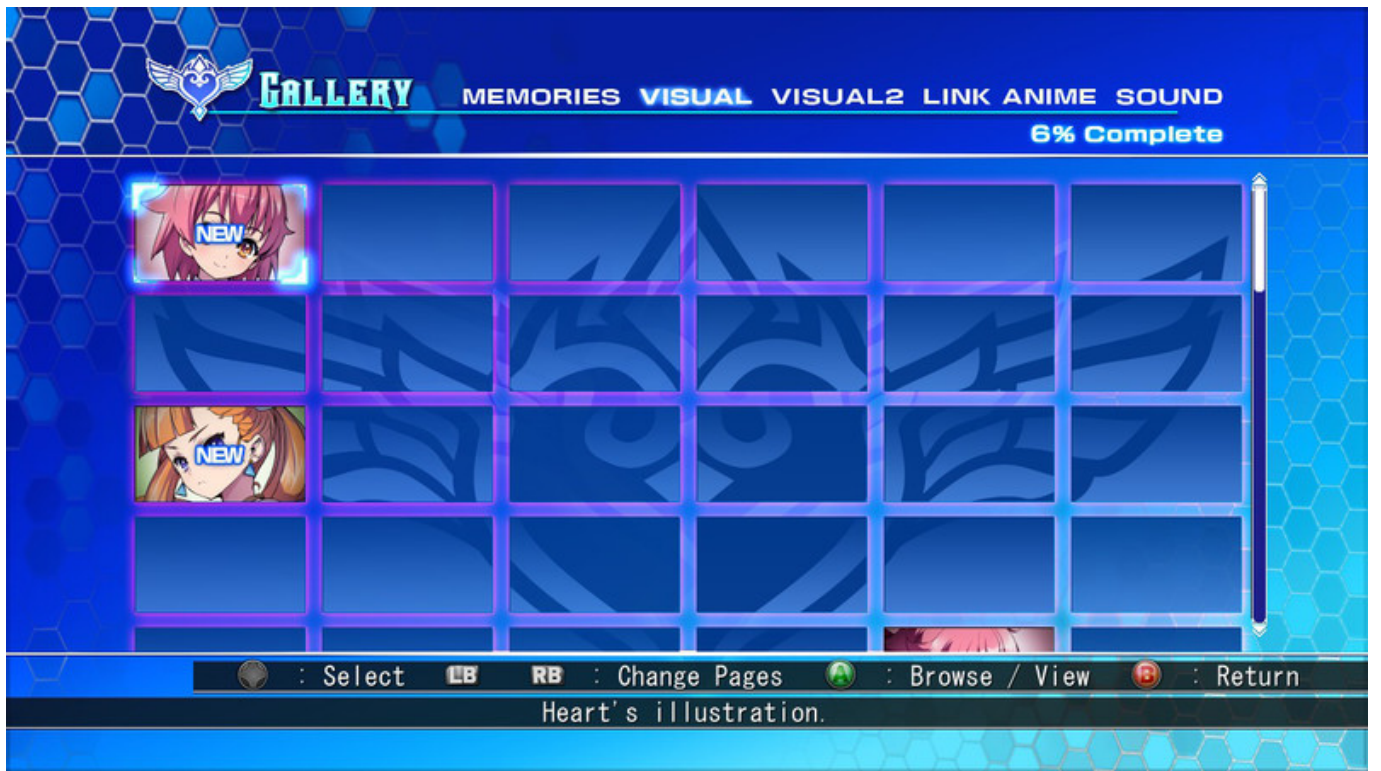 GALLERY MEMORIES VISUAL VISUAL2 LINK ANIME SOUND
6% Complete
NEW
NEW
: Select LB RB : Change Pages A : Browse / View B : Return
Heart's illustration.